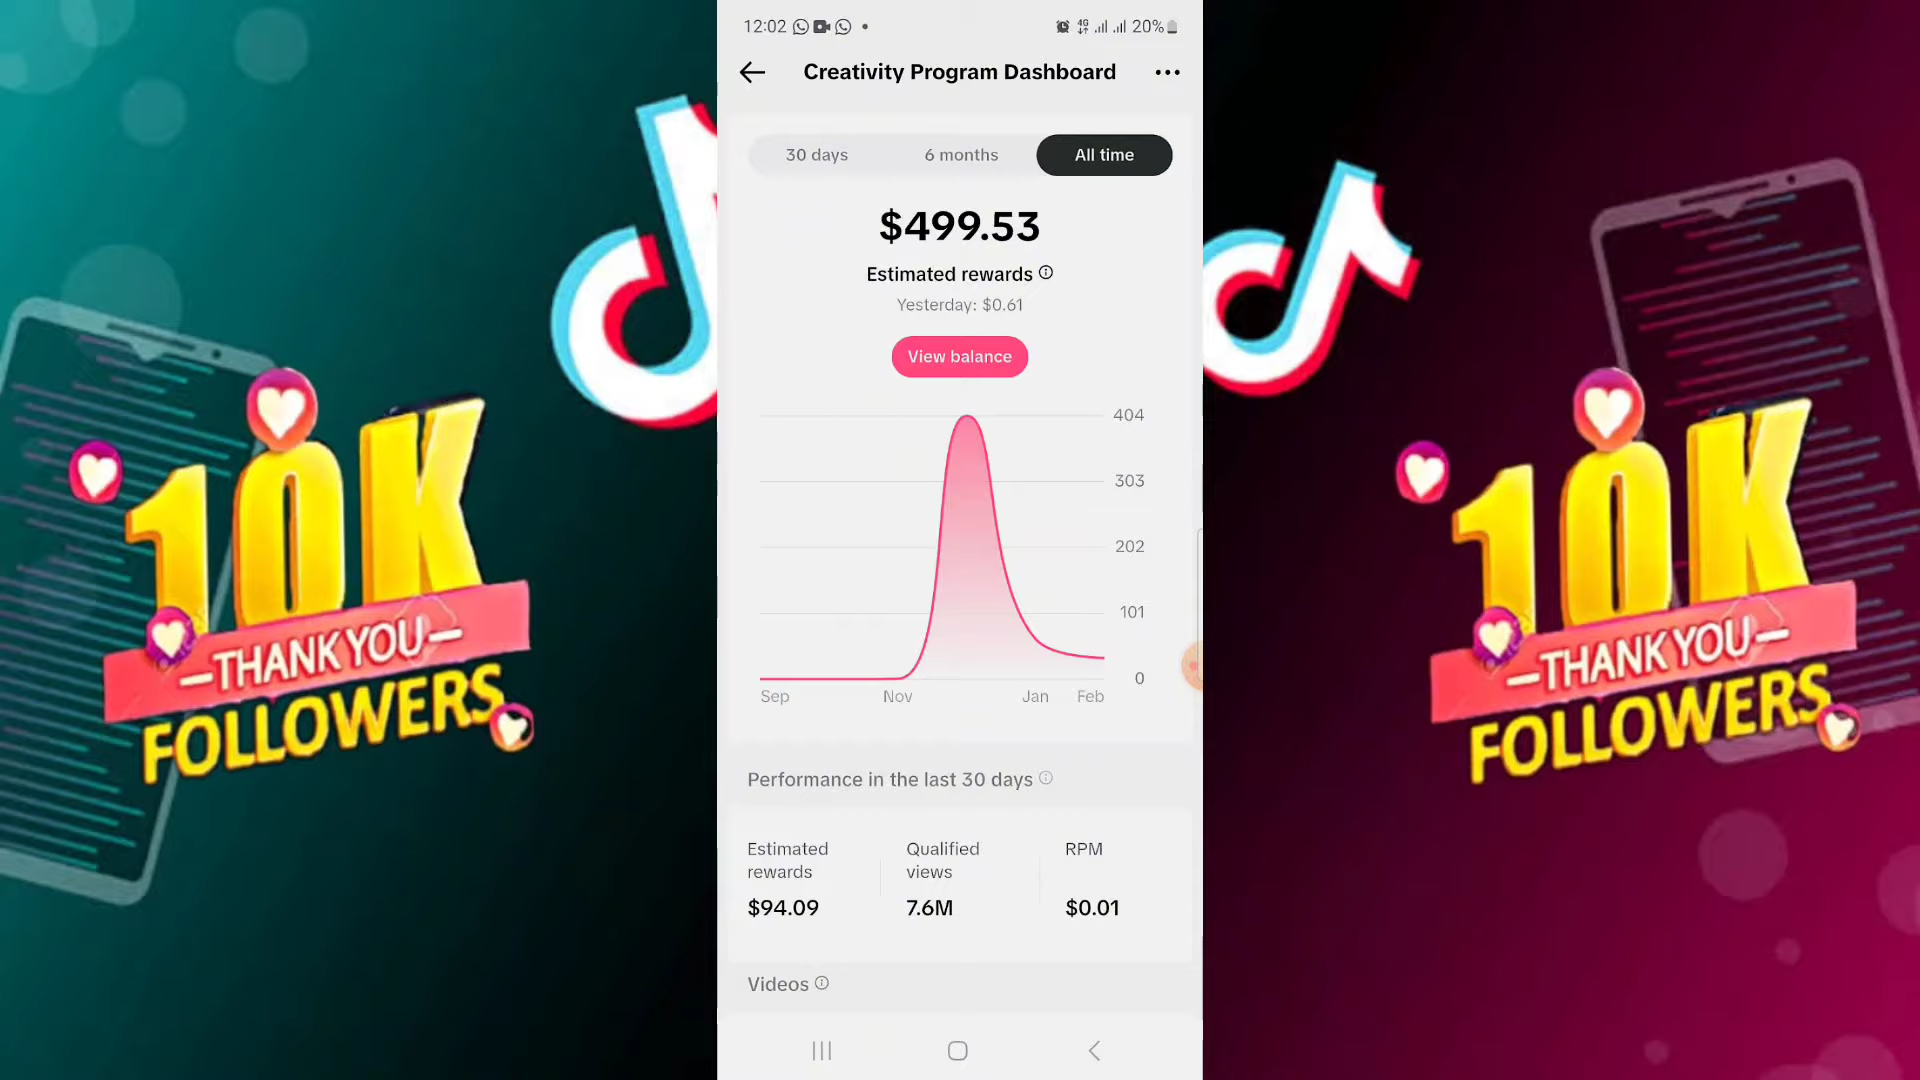 12:02
4G
20%
Creativity Program Dashboard
30 days
6 months
All time
$499.53
Estimated rewards
Yesterday: $0.61
View balance
404
303
202
101
0
Sep
Nov
Jan
Feb
Performance in the last 30 days
Estimated rewards
$94.09
Qualified views
7.6M
RPM
$0.01
Videos
10K
THANK YOU
FOLLOWERS
10K
THANK YOU
FOLLOWERS